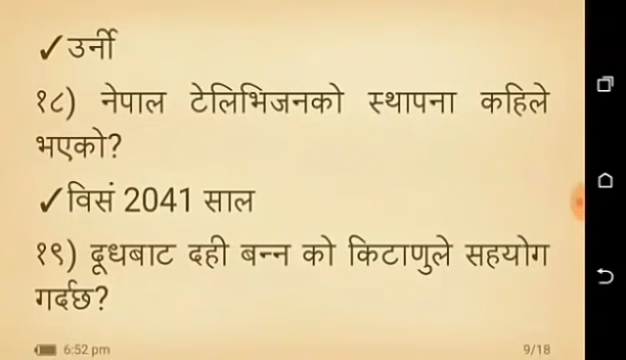 ✓उर्नी
१८) नेपाल टेलिभिजनको स्थापना कहिले
भएको?
✓विसं 2041 साल
१९) दूधबाट दही बन्न को किटाणुले सहयोग
गर्दछ?
6:52 pm 9/18